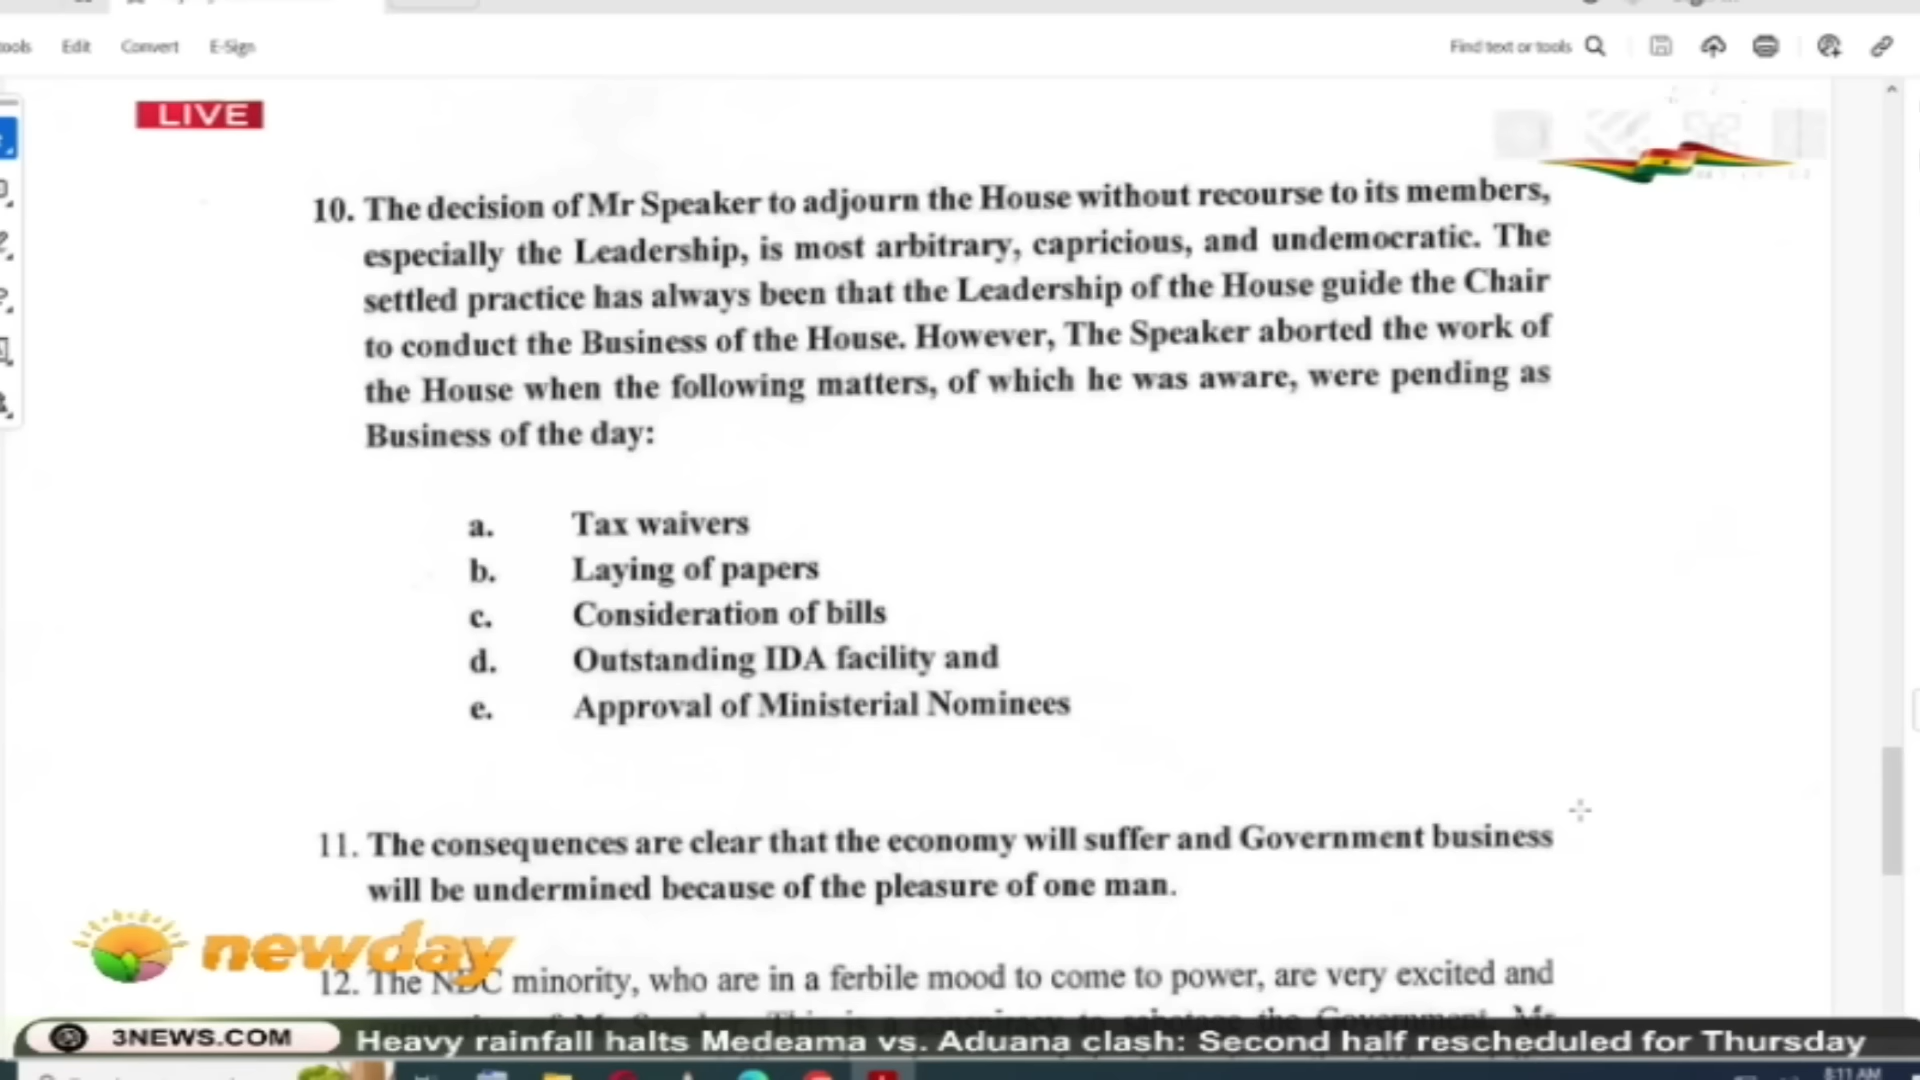 Edit Convert E-Sign Find text or tools
LIVE
10. The decision of Mr Speaker to adjourn the House without recourse to its members,
especially the Leadership, is most arbitrary, capricious, and undemocratic. The
settled practice has always been that the Leadership of the House guide the Chair
to conduct the Business of the House. However, The Speaker aborted the work of
the House when the following matters, of which he was aware, were pending as
Business of the day:
a. Tax waivers
b. Laying of papers
c. Consideration of bills
d. Outstanding IDA facility and
e. Approval of Ministerial Nominees
11. The consequences are clear that the economy will suffer and Government business
will be undermined because of the pleasure of one man.
newday
12. The NDC minority, who are in a ferbile mood to come to power, are very excited and
3NEWS.COM Heavy rainfall halts Medeama vs. Aduana clash: Second half rescheduled for Thursday
8:11 AM